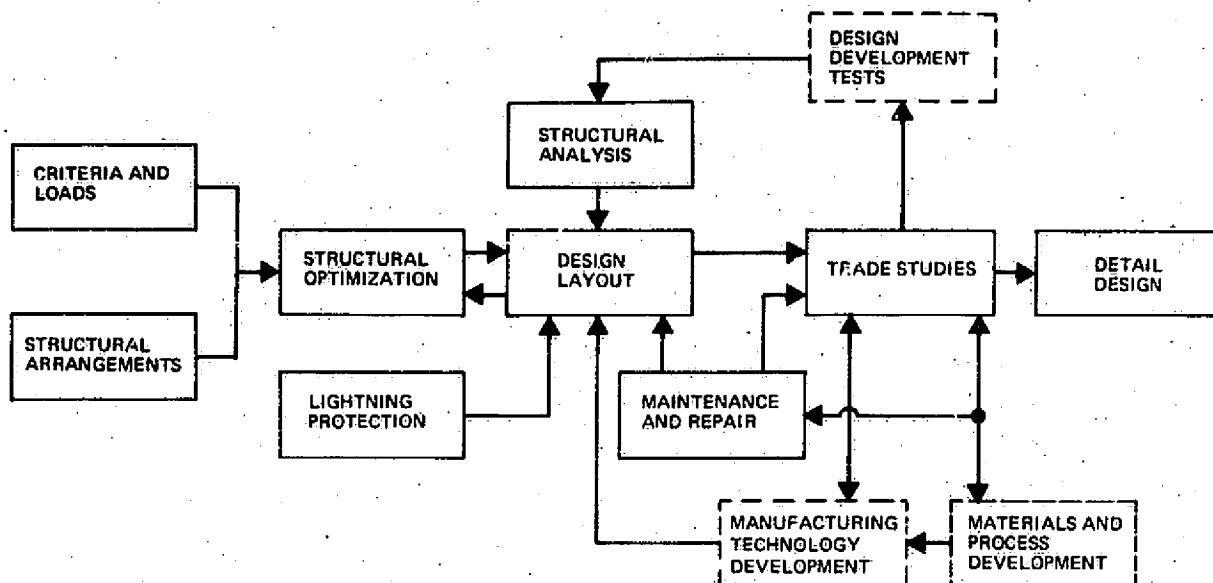 DESIGN
DEVELOPMENT
TESTS
STRUCTURAL
ANALYSIS
CRITERIA AND
LOADS
STRUCTURAL
OPTIMIZATION
DESIGN
LAYOUT
TRADE STUDIES
DETAIL
DESIGN
STRUCTURAL
ARRANGEMENTS
LIGHTNING
PROTECTION
MAINTENANCE
AND REPAIR
MANUFACTURING
TECHNOLOGY
DEVELOPMENT
MATERIALS AND
PROCESS
DEVELOPMENT